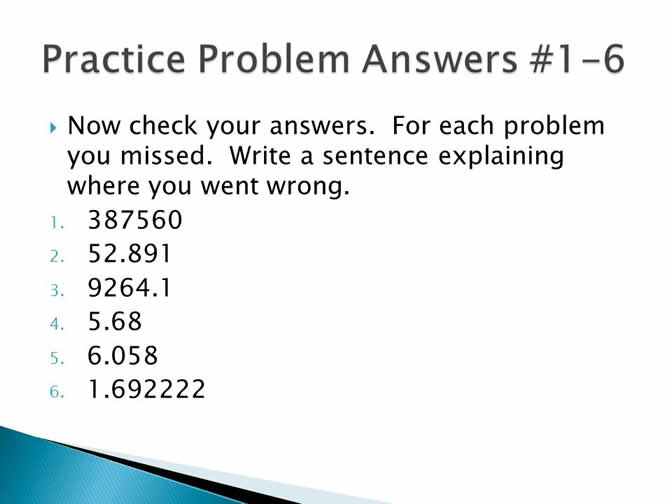 Practice Problem Answers #1-6
Now check your answers. For each problem
you missed. Write a sentence explaining
where you went wrong.
1. 387560
2. 52.891
3. 9264.1
4. 5.68
5. 6.058
6. 1.692222